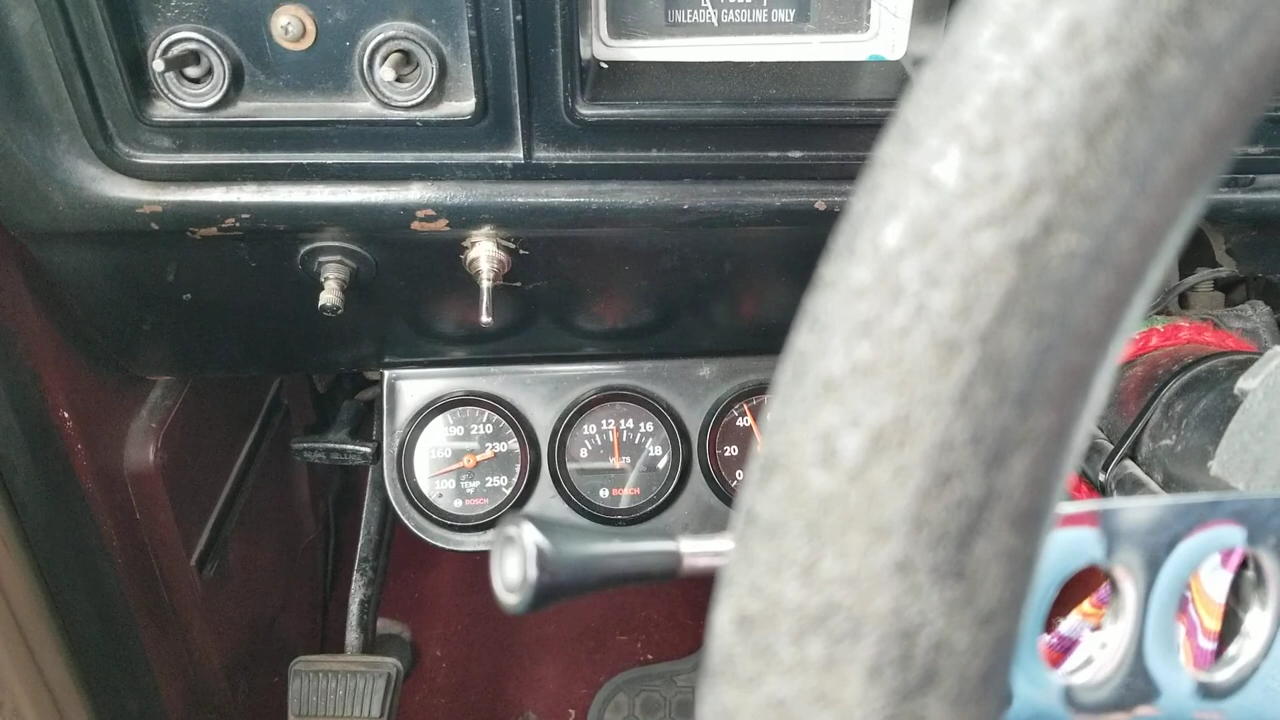 UNLEADED GASOLINE ONLY
190 210
160 230
100 TEMP 250
°F
BOSCH
10 12 14 16
8 18
VOLTS
BOSCH
40
20
0